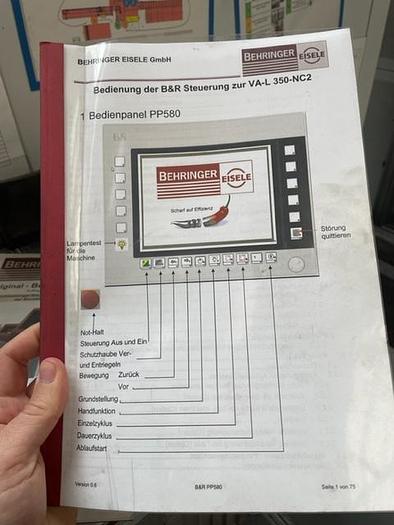 BEHRINGER EISELE GmbH
BEHRINGER EISELE
Bedienung der B&R Steuerung zur VA-L 350-NC2
1 Bedienpanel PP580
BEHRINGER EISELE
Scharf auf Effizienz
Lampentest
für die
Maschine
Störung
quittieren
Not-Halt
Steuerung Aus und Ein
Schutzhaube Ver-
und Entriegeln
Bewegung Zurück
Vor
Grundstellung
Handfunktion
Einzelzyklus
Dauerzyklus
Ablaufstart
Version 0.6
B&R PP580
Seite 1 von 75